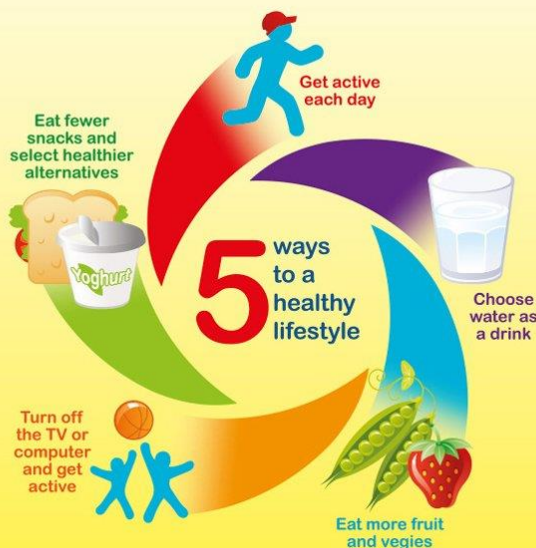 5 ways
to a
healthy
lifestyle
Get active
each day
Choose
water as
a drink
Eat more fruit
and vegies
Turn off
the TV or
computer
and get
active
Eat fewer
snacks and
select healthier
alternatives
Yoghurt